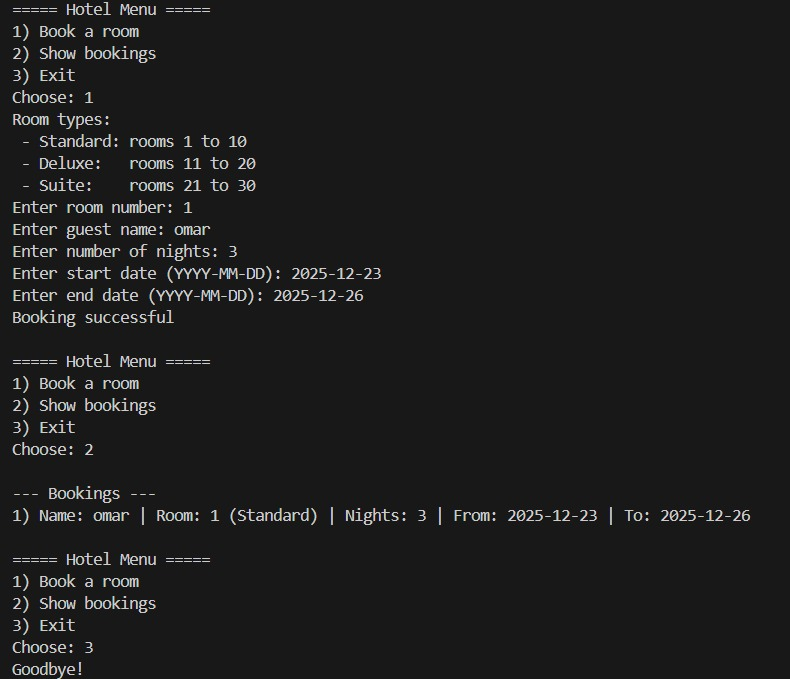 ===== Hotel Menu =====
1) Book a room
2) Show bookings
3) Exit
Choose: 1
Room types:
 - Standard: rooms 1 to 10
 - Deluxe:   rooms 11 to 20
 - Suite:    rooms 21 to 30
Enter room number: 1
Enter guest name: omar
Enter number of nights: 3
Enter start date (YYYY-MM-DD): 2025-12-23
Enter end date (YYYY-MM-DD): 2025-12-26
Booking successful

===== Hotel Menu =====
1) Book a room
2) Show bookings
3) Exit
Choose: 2

--- Bookings ---
1) Name: omar | Room: 1 (Standard) | Nights: 3 | From: 2025-12-23 | To: 2025-12-26

===== Hotel Menu =====
1) Book a room
2) Show bookings
3) Exit
Choose: 3
Goodbye!